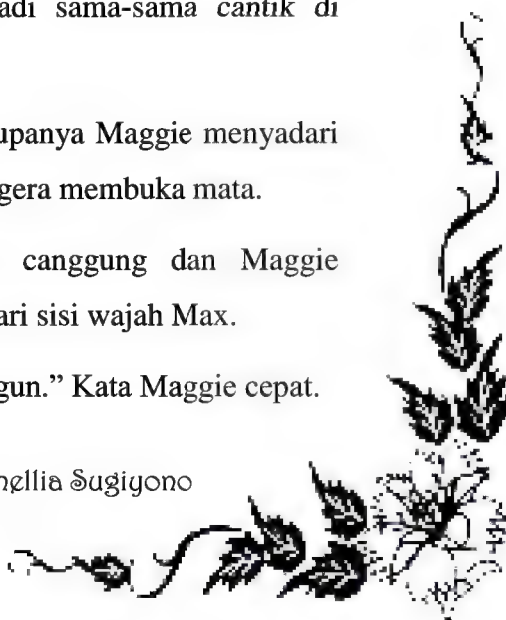 adi sama-sama cantik di
upanya Maggie menyadari
gera membuka mata.
canggung dan Maggie
ari sisi wajah Max.
gun.” Kata Maggie cepat.
nellia Sugiyono